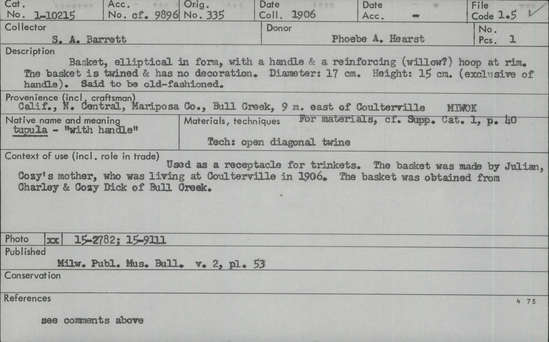 Cat. No. 1-10215 Acc. No. cf. 9896 Orig. No. 335 Date Coll. 1906 Date Acc. - File Code 1.5 ✓
Collector S. A. Barrett Donor Phoebe A. Hearst No. Pcs. 1
Description
Basket, elliptical in form, with a handle & a reinforcing (willow?) hoop at rim.
The basket is twined & has no decoration. Diameter: 17 cm. Height: 15 cm. (exclusive of
handle). Said to be old-fashioned.
Provenience (incl. craftsman)
Calif., N. Central, Mariposa Co., Bull Creek, 9 m. east of Coulterville MIWOK
Native name and meaning
tupula - "with handle"
Materials, techniques For materials, cf. Supp. Cat. 1, p. 40
Tech: open diagonal twine
Context of use (incl. role in trade)
Used as a receptacle for trinkets. The basket was made by Julian,
Cozy's mother, who was living at Coulterville in 1906. The basket was obtained from
Charley & Cozy Dick of Bull Creek.
Photo xx 15-2782; 15-9111
Published
Milw. Publ. Mus. Bull. v. 2, pl. 53
Conservation
References 4 75
see comments above